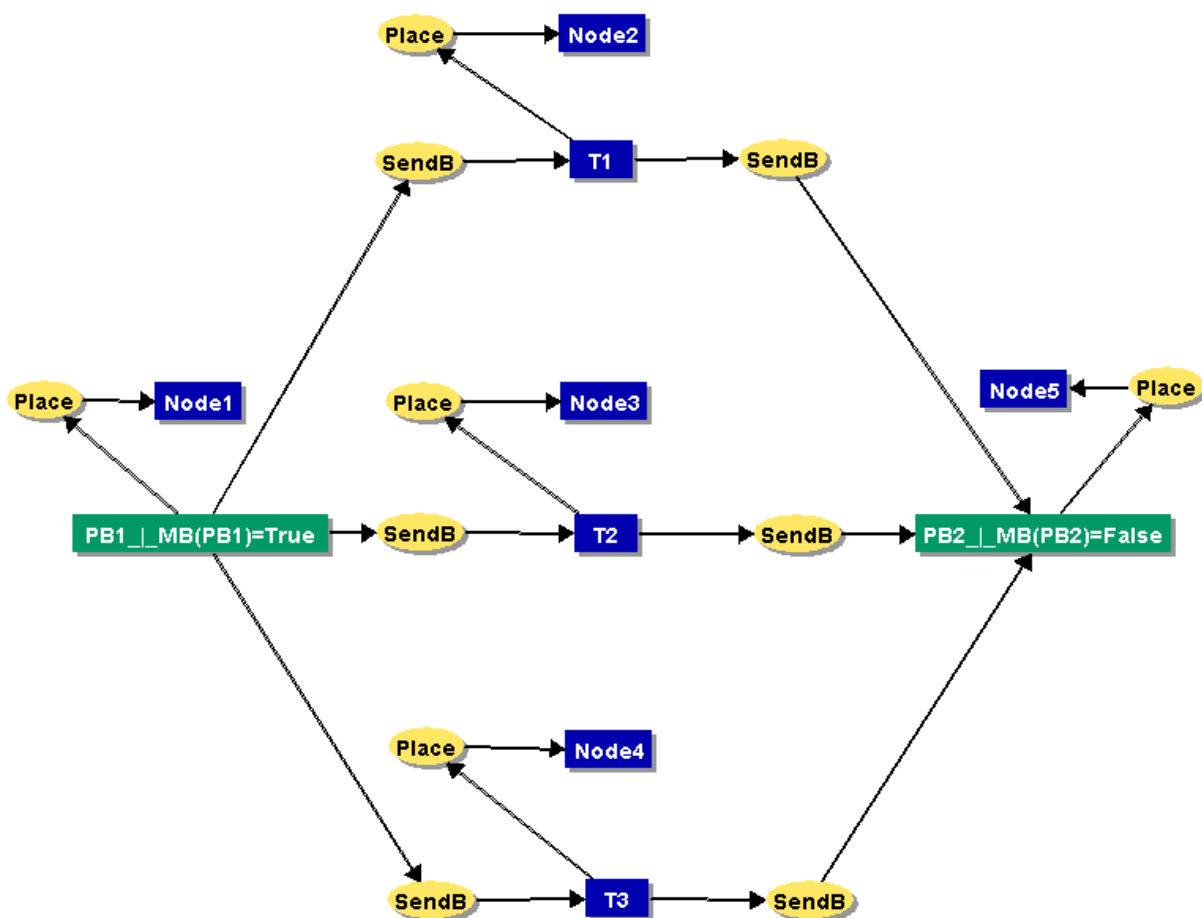 Place
Node2
SendB
T1
SendB
Place
Node1
Place
Node3
Node5
Place
PB1_|_MB(PB1)=True
SendB
T2
SendB
PB2_|_MB(PB2)=False
Place
Node4
SendB
T3
SendB